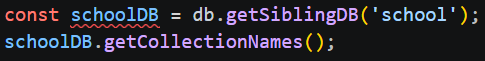 const schoolDB = db.getSiblingDB('school');
schoolDB.getCollectionNames();